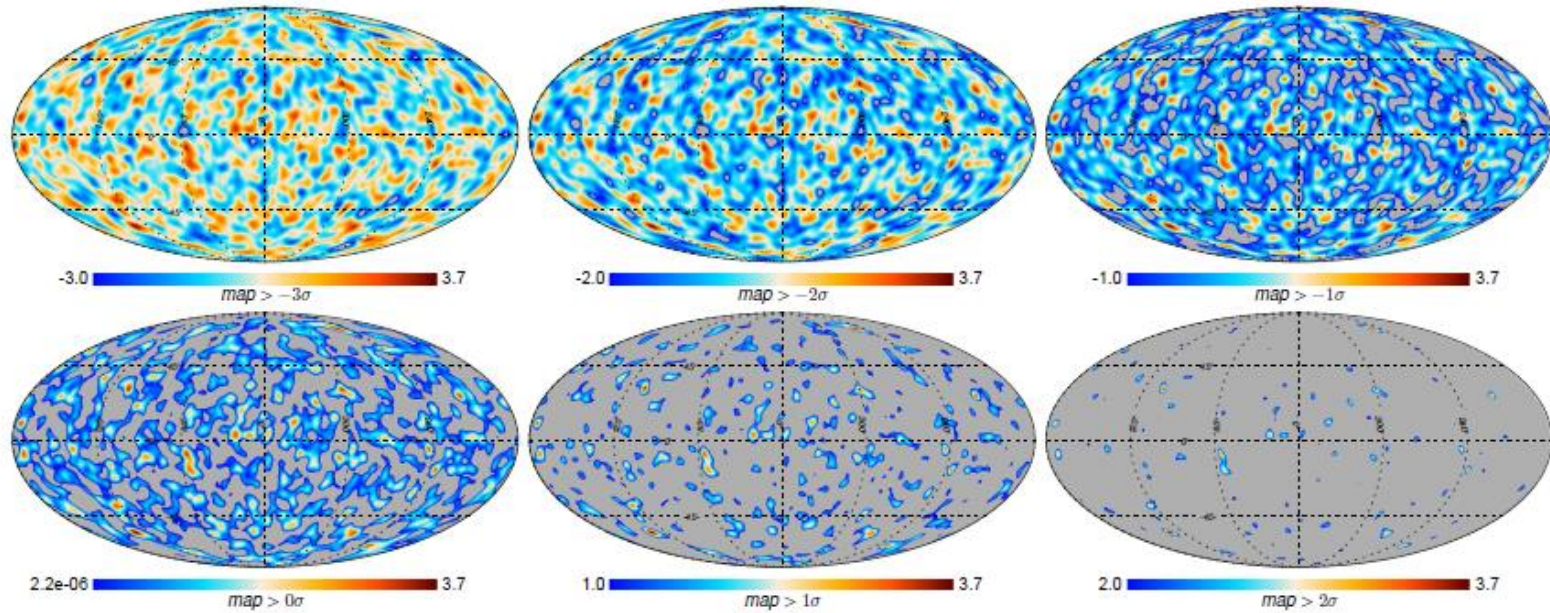 -3.0 3.7
map > −3σ
-2.0 3.7
map > −2σ
-1.0 3.7
map > −1σ
2.2e-06 3.7
map > 0σ
1.0 3.7
map > 1σ
2.0 3.7
map > 2σ